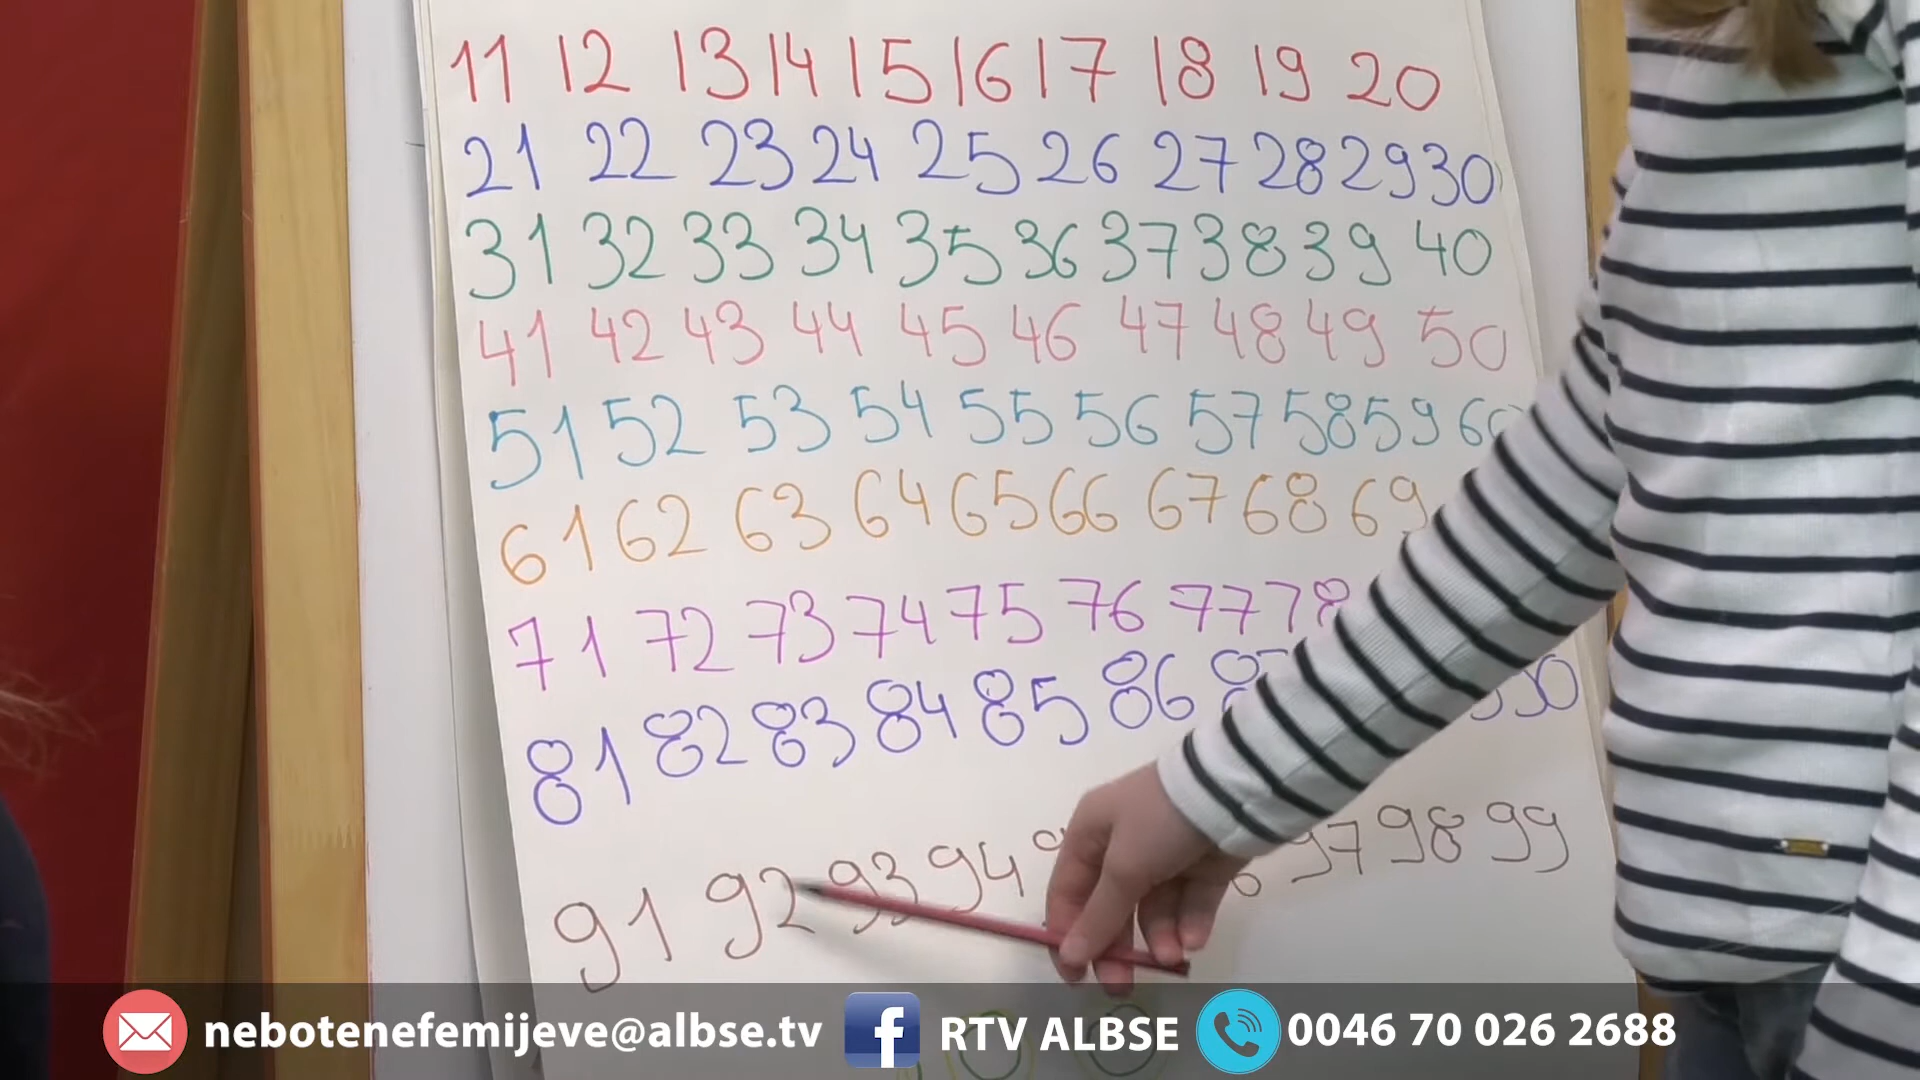 11 12 13 14 15 16 17 18 19 20
21 22 23 24 25 26 27 28 29 30
31 32 33 34 35 36 37 38 39 40
41 42 43 44 45 46 47 48 49 50
51 52 53 54 55 56 57 58 59 60
61 62 63 64 65 66 67 68 69
71 72 73 74 75 76 77 78
81 82 83 84 85 86
91 92 93 94 97 98 99
nebotenefemijeve@albse.tv RTV ALBSE 0046 70 026 2688